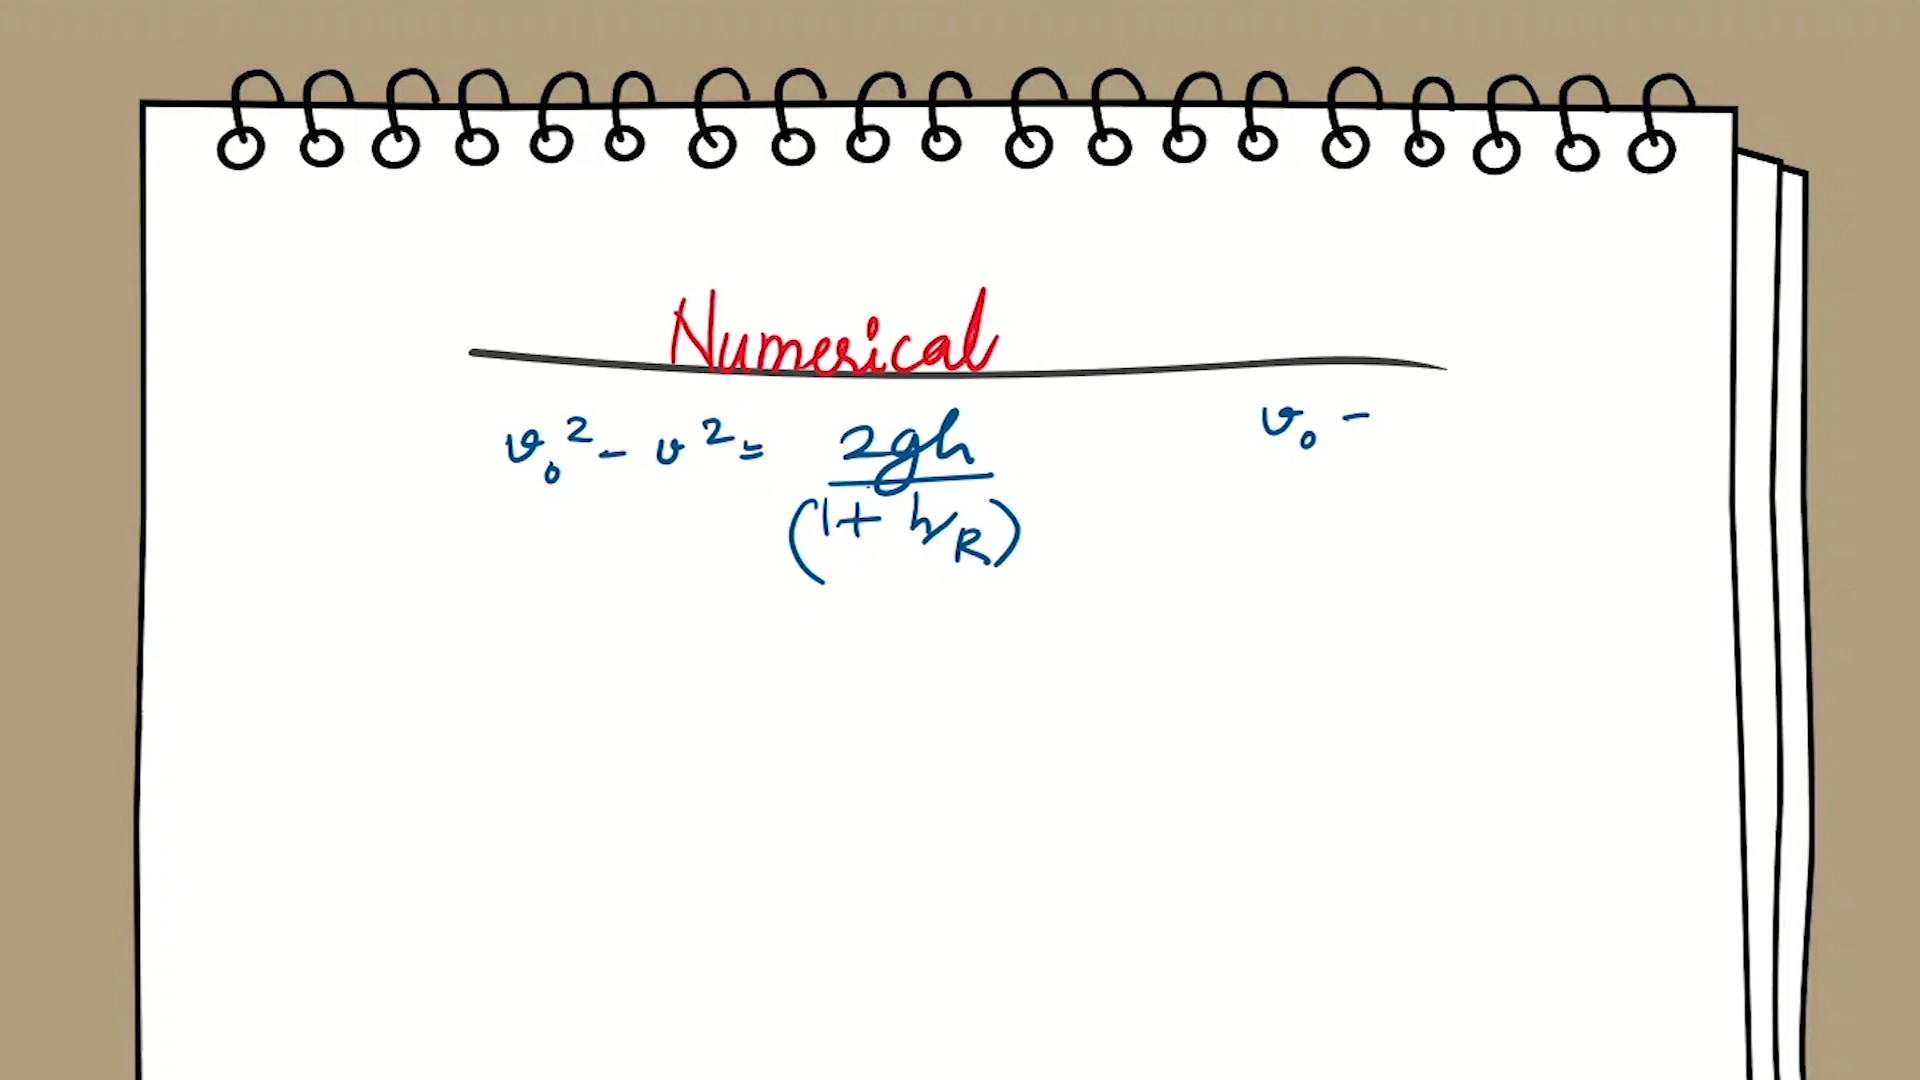 Numerical
v₀² - v² = 2gh / (1 + h/R)
v₀ -